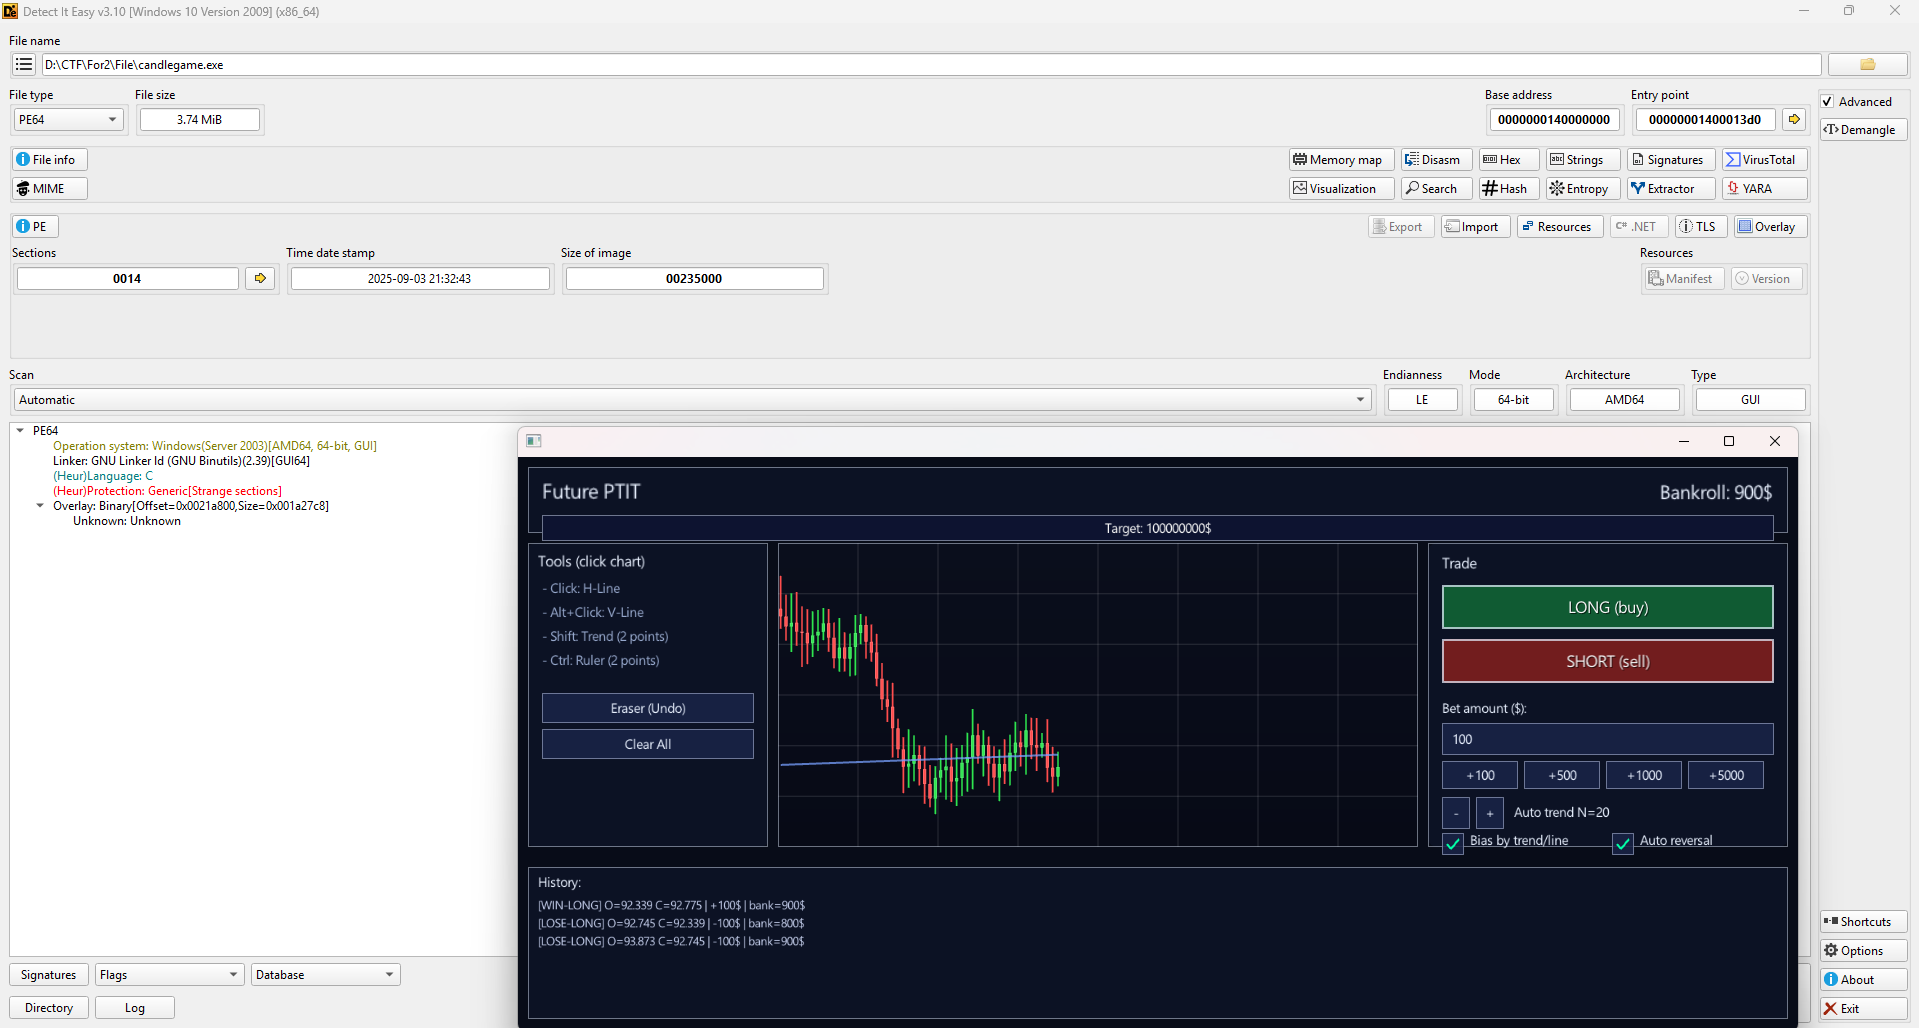 Detect It Easy v3.10 [Windows 10 Version 2009] (x86_64)
File name
D:\CTF\For2\File\candlegame.exe
File type
File size
Base address
Entry point
Advanced
PE64
3.74 MiB
0000000140000000
00000001400013d0
Demangle
File info
Memory map
Disasm
Hex
Strings
Signatures
VirusTotal
MIME
Visualization
Search
Hash
Entropy
Extractor
YARA
PE
Export
Import
Resources
C# .NET
TLS
Overlay
Sections
Time date stamp
Size of image
Resources
0014
2025-09-03 21:32:43
00235000
Manifest
Version
Scan
Endianness
Mode
Architecture
Type
Automatic
LE
64-bit
AMD64
GUI
PE64
Operation system: Windows(Server 2003)[AMD64, 64-bit, GUI]
Linker: GNU Linker Id (GNU Binutils)(2.39)[GUI64]
(Heur)Language: C
(Heur)Protection: Generic[Strange sections]
Overlay: Binary[Offset=0x0021a800,Size=0x001a27c8]
Unknown: Unknown
Future PTIT
Bankroll: 900$
Target: 100000000$
Tools (click chart)
- Click: H-Line
- Alt+Click: V-Line
- Shift: Trend (2 points)
- Ctrl: Ruler (2 points)
Eraser (Undo)
Clear All
Trade
LONG (buy)
SHORT (sell)
Bet amount ($):
100
+100
+500
+1000
+5000
-
+
Auto trend N=20
Bias by trend/line
Auto reversal
History:
[WIN-LONG] O=92.339 C=92.775 | +100$ | bank=900$
[LOSE-LONG] O=92.745 C=92.339 | -100$ | bank=800$
[LOSE-LONG] O=93.873 C=92.745 | -100$ | bank=900$
Shortcuts
Options
About
Exit
Signatures
Flags
Database
Directory
Log